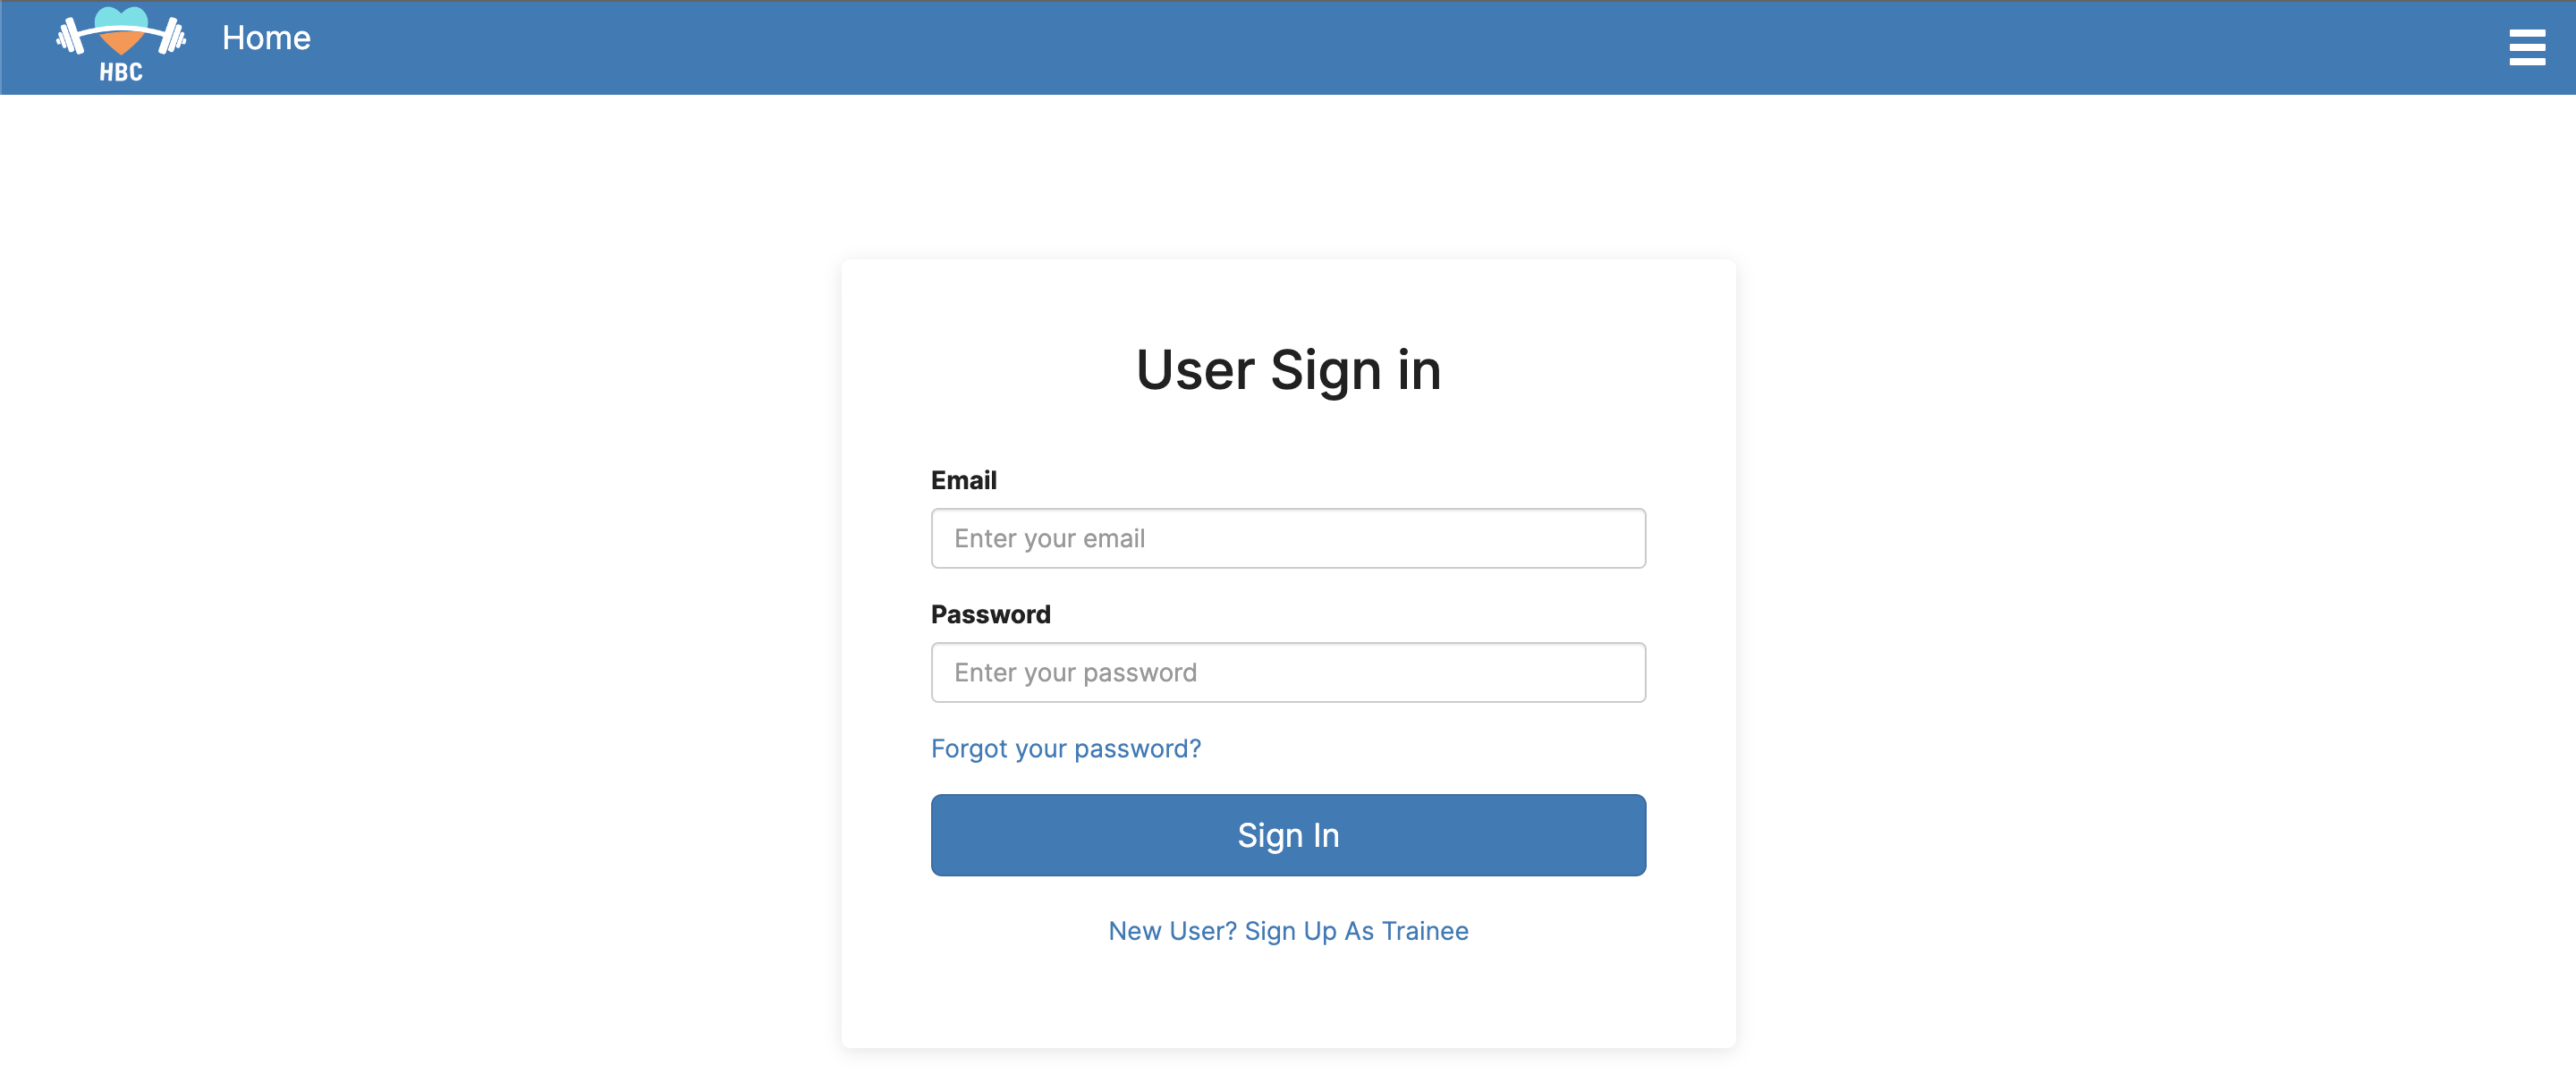 HBC
Home
User Sign in
Email
Enter your email
Password
Enter your password
Forgot your password?
Sign In
New User? Sign Up As Trainee